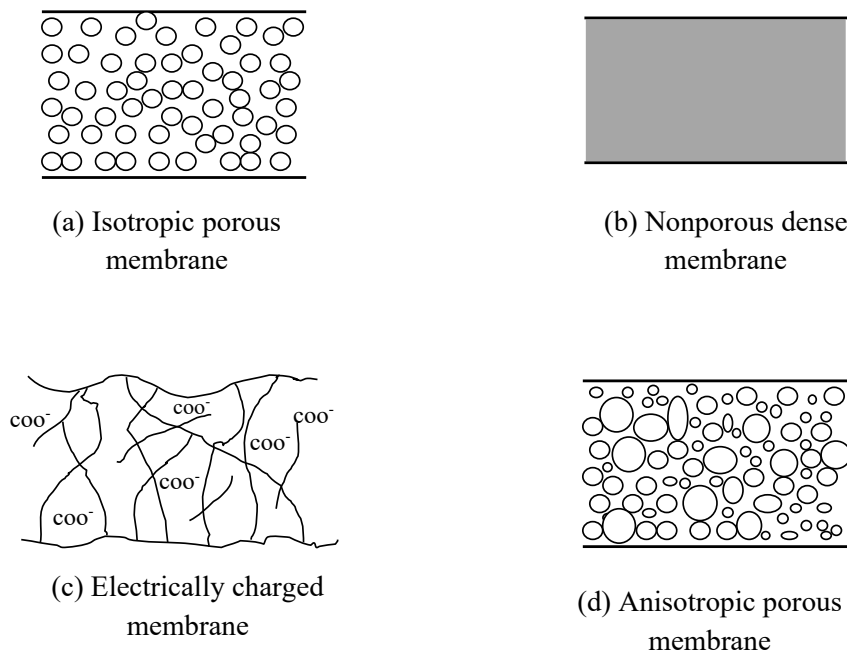 (a) Isotropic porous
membrane
(b) Nonporous dense
membrane
coo-
coo-
coo-
coo-
coo-
coo-
(c) Electrically charged
membrane
(d) Anisotropic porous
membrane